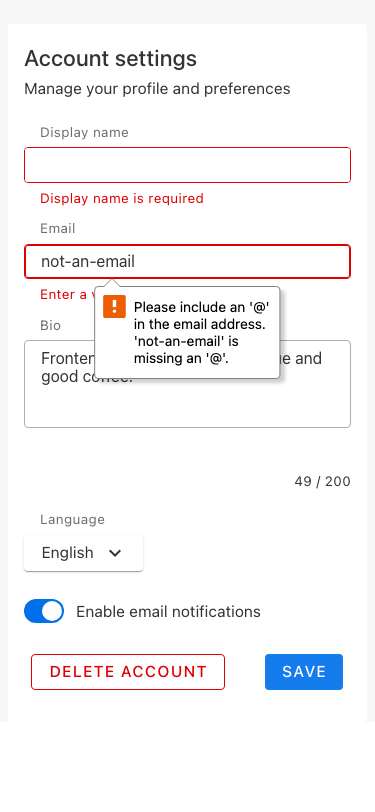 Account settings
Manage your profile and preferences
Display name
Display name is required
Email
not-an-email
Enter a
Please include an '@'
in the email address.
'not-an-email' is
missing an '@'.
Bio
and
good
49 / 200
Language
English
Enable email notifications
DELETE ACCOUNT
SAVE